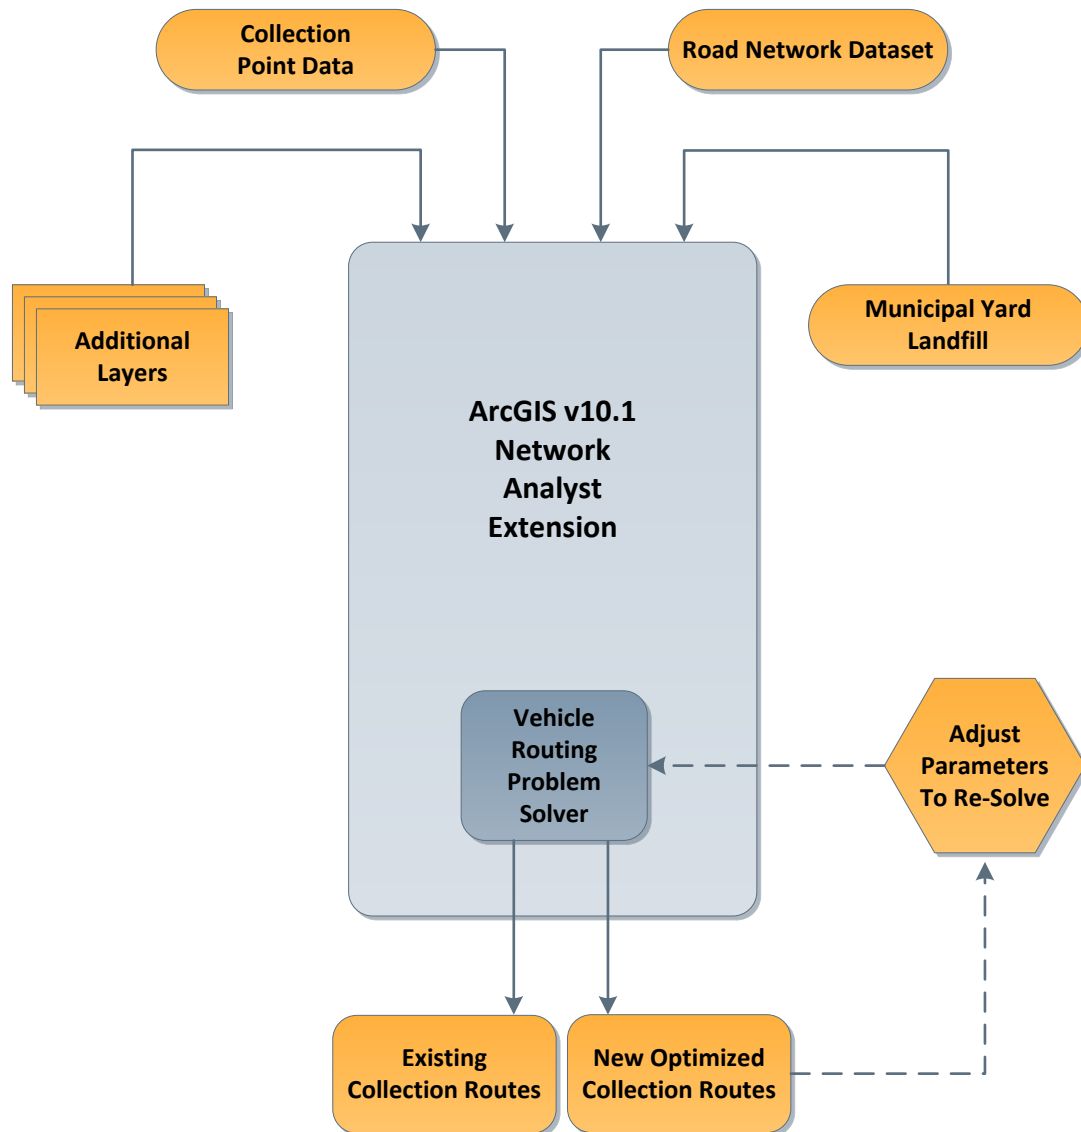 Collection
Point Data
Road Network Dataset
Additional
Layers
Municipal Yard
Landfill
ArcGIS v10.1
Network
Analyst
Extension
Vehicle
Routing
Problem
Solver
Adjust
Parameters
To Re-Solve
Existing
Collection Routes
New Optimized
Collection Routes